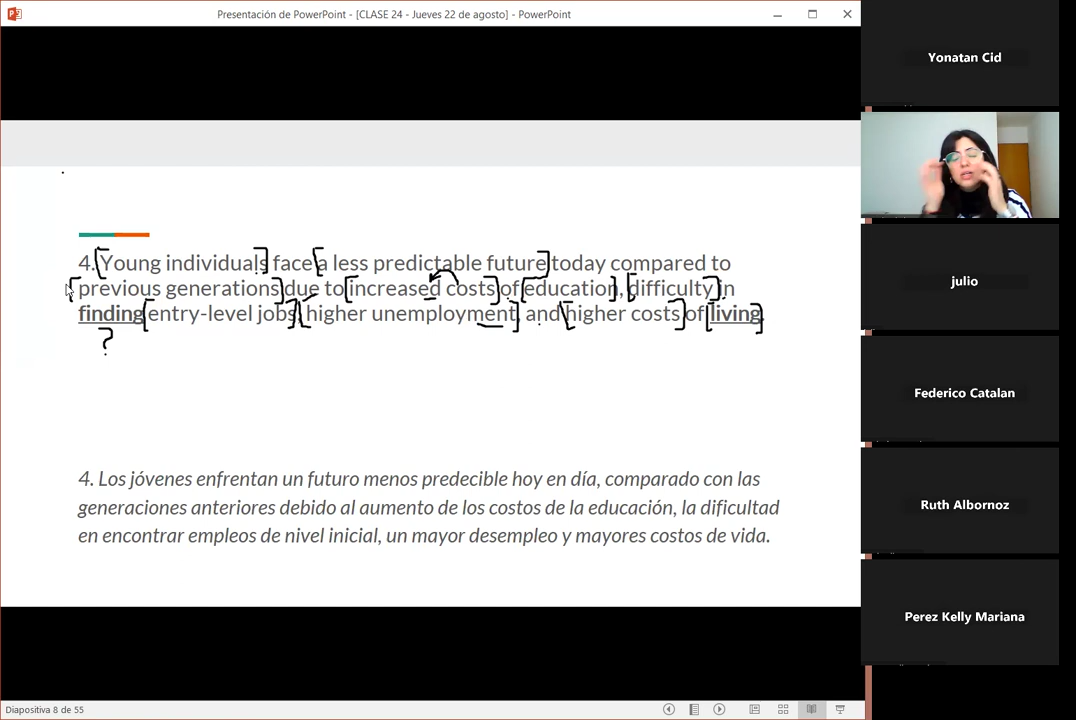 Presentación de PowerPoint - [CLASE 24 - Jueves 22 de agosto] - PowerPoint
Yonatan Cid
4. Young individuals face a less predictable future today compared to
previous generations due to increased costs of education, difficulty in
finding entry-level jobs, higher unemployment, and higher costs of living.
?
julio
Federico Catalan
4. Los jóvenes enfrentan un futuro menos predecible hoy en día, comparado con las
generaciones anteriores debido al aumento de los costos de la educación, la dificultad
en encontrar empleos de nivel inicial, un mayor desempleo y mayores costos de vida.
Ruth Albornoz
Perez Kelly Mariana
Diapositiva 8 de 55